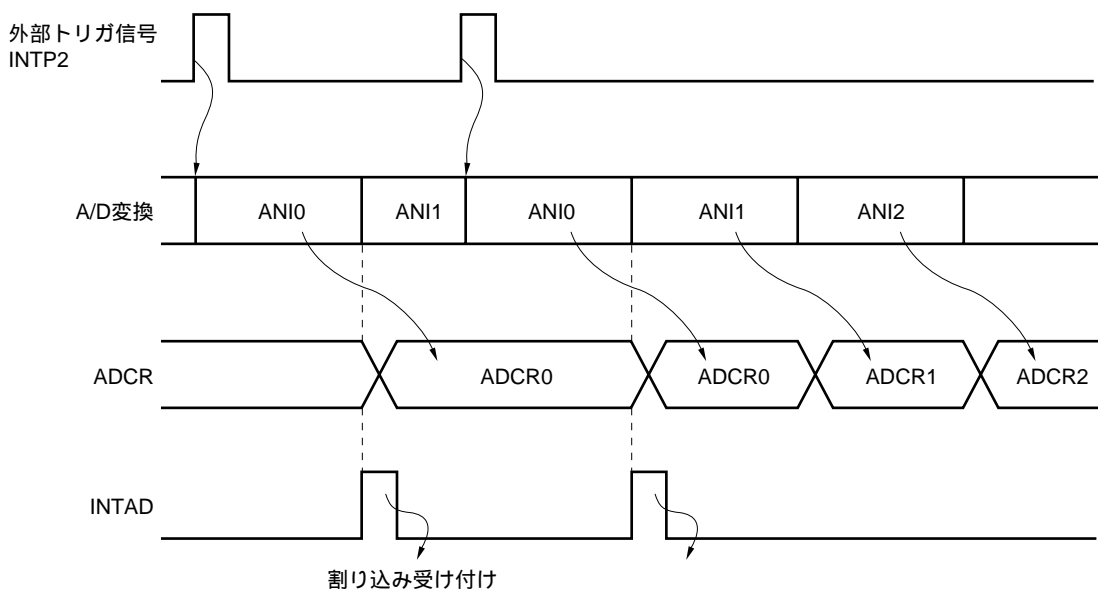 外部トリガ信号
INTP2
A/D変換
ANI0
ANI1
ANI0
ANI1
ANI2
ADCR
ADCR0
ADCR0
ADCR1
ADCR2
INTAD
割り込み受け付け